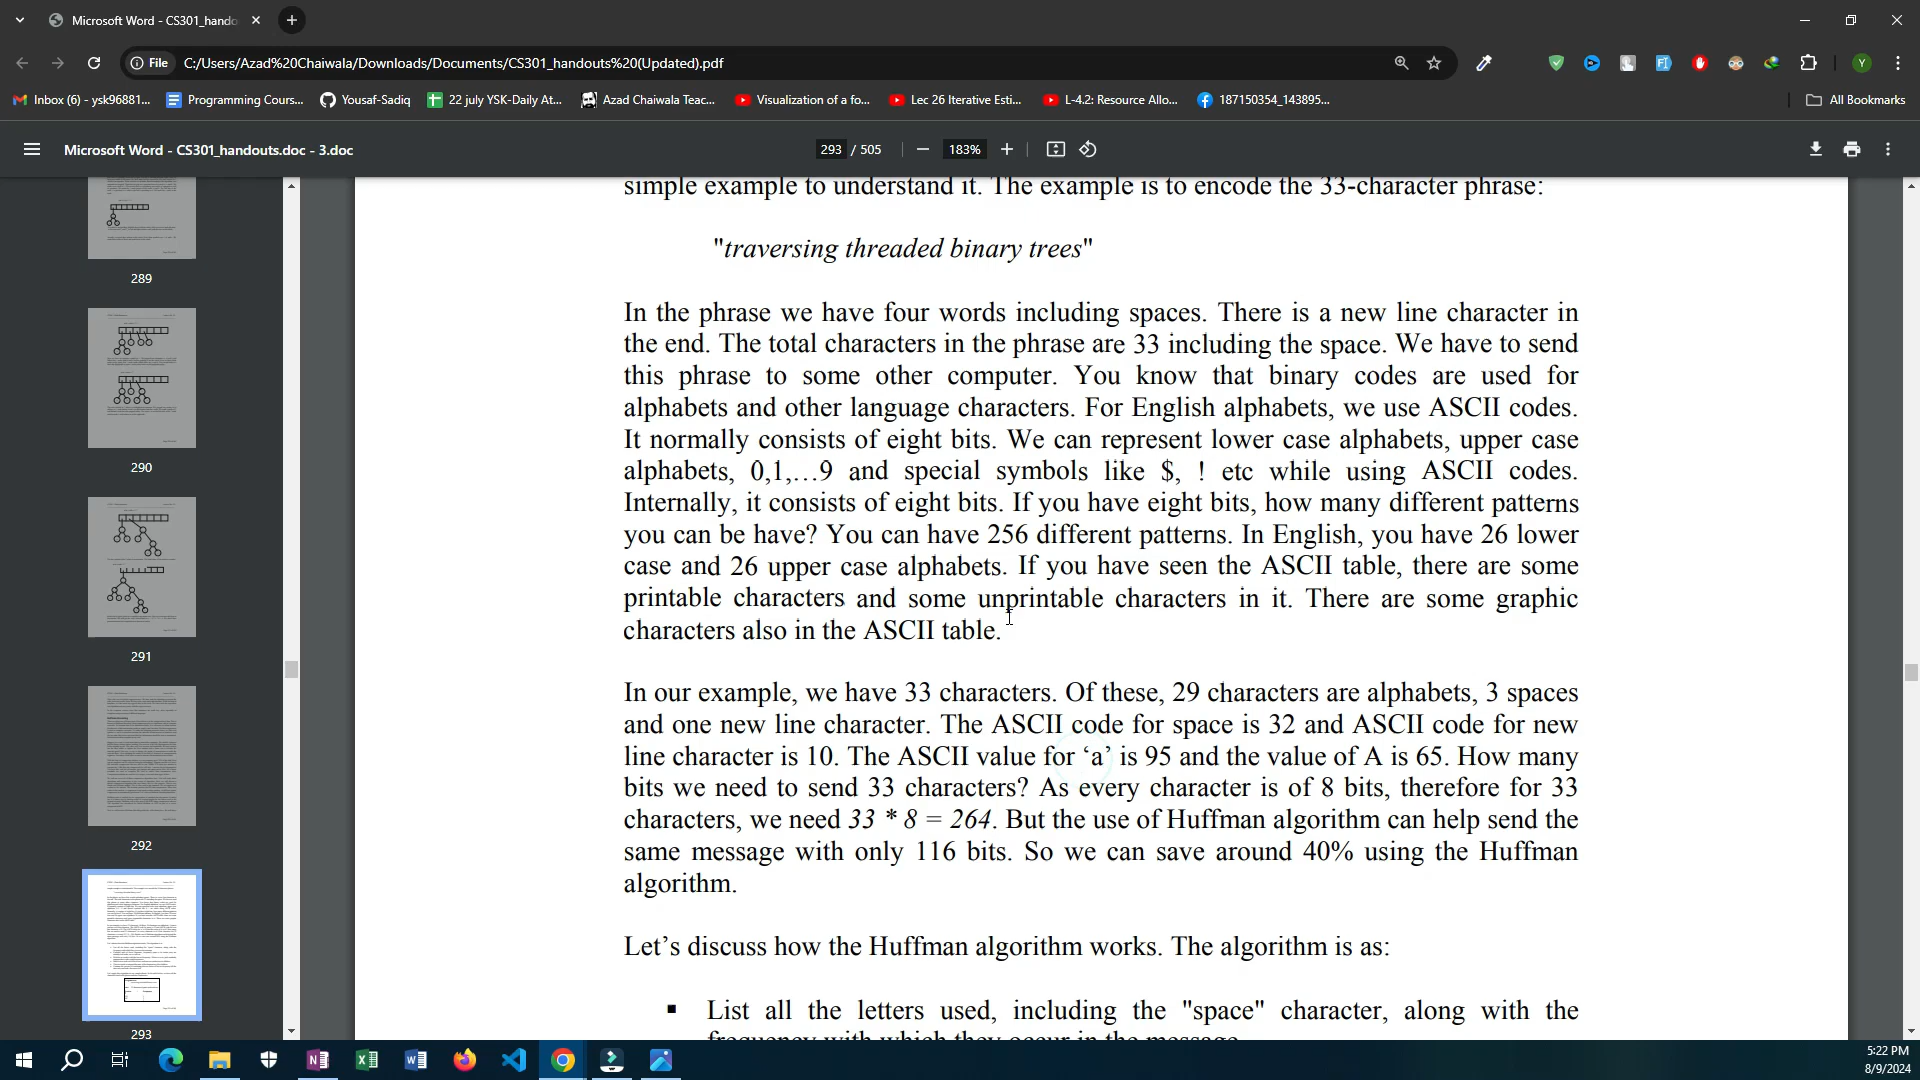 Microsoft Word - CS301_hando
File
C:/Users/Azad%20Chaiwala/Downloads/Documents/CS301_handouts%20(Updated).pdf
Y
Inbox (6) - ysk96881...
Programming Cours...
Yousaf-Sadiq
22 july YSK-Daily At...
Azad Chaiwala Teac...
Visualization of a fo...
Lec 26 Iterative Esti...
L-4.2: Resource Allo...
187150354_143895...
All Bookmarks
Microsoft Word - CS301_handouts.doc - 3.doc
293 / 505
183%
289
290
291
292
293
simple example to understand it. The example is to encode the 33-character phrase:
"traversing threaded binary trees"
In the phrase we have four words including spaces. There is a new line character in
the end. The total characters in the phrase are 33 including the space. We have to send
this phrase to some other computer. You know that binary codes are used for
alphabets and other language characters. For English alphabets, we use ASCII codes.
It normally consists of eight bits. We can represent lower case alphabets, upper case
alphabets, 0,1,…9 and special symbols like $, ! etc while using ASCII codes.
Internally, it consists of eight bits. If you have eight bits, how many different patterns
you can be have? You can have 256 different patterns. In English, you have 26 lower
case and 26 upper case alphabets. If you have seen the ASCII table, there are some
printable characters and some unprintable characters in it. There are some graphic
characters also in the ASCII table.
In our example, we have 33 characters. Of these, 29 characters are alphabets, 3 spaces
and one new line character. The ASCII code for space is 32 and ASCII code for new
line character is 10. The ASCII value for ‘a’ is 95 and the value of A is 65. How many
bits we need to send 33 characters? As every character is of 8 bits, therefore for 33
characters, we need 33 * 8 = 264. But the use of Huffman algorithm can help send the
same message with only 116 bits. So we can save around 40% using the Huffman
algorithm.
Let’s discuss how the Huffman algorithm works. The algorithm is as:
▪ List all the letters used, including the "space" character, along with the
frequency with which they occur in the message.
5:22 PM
8/9/2024